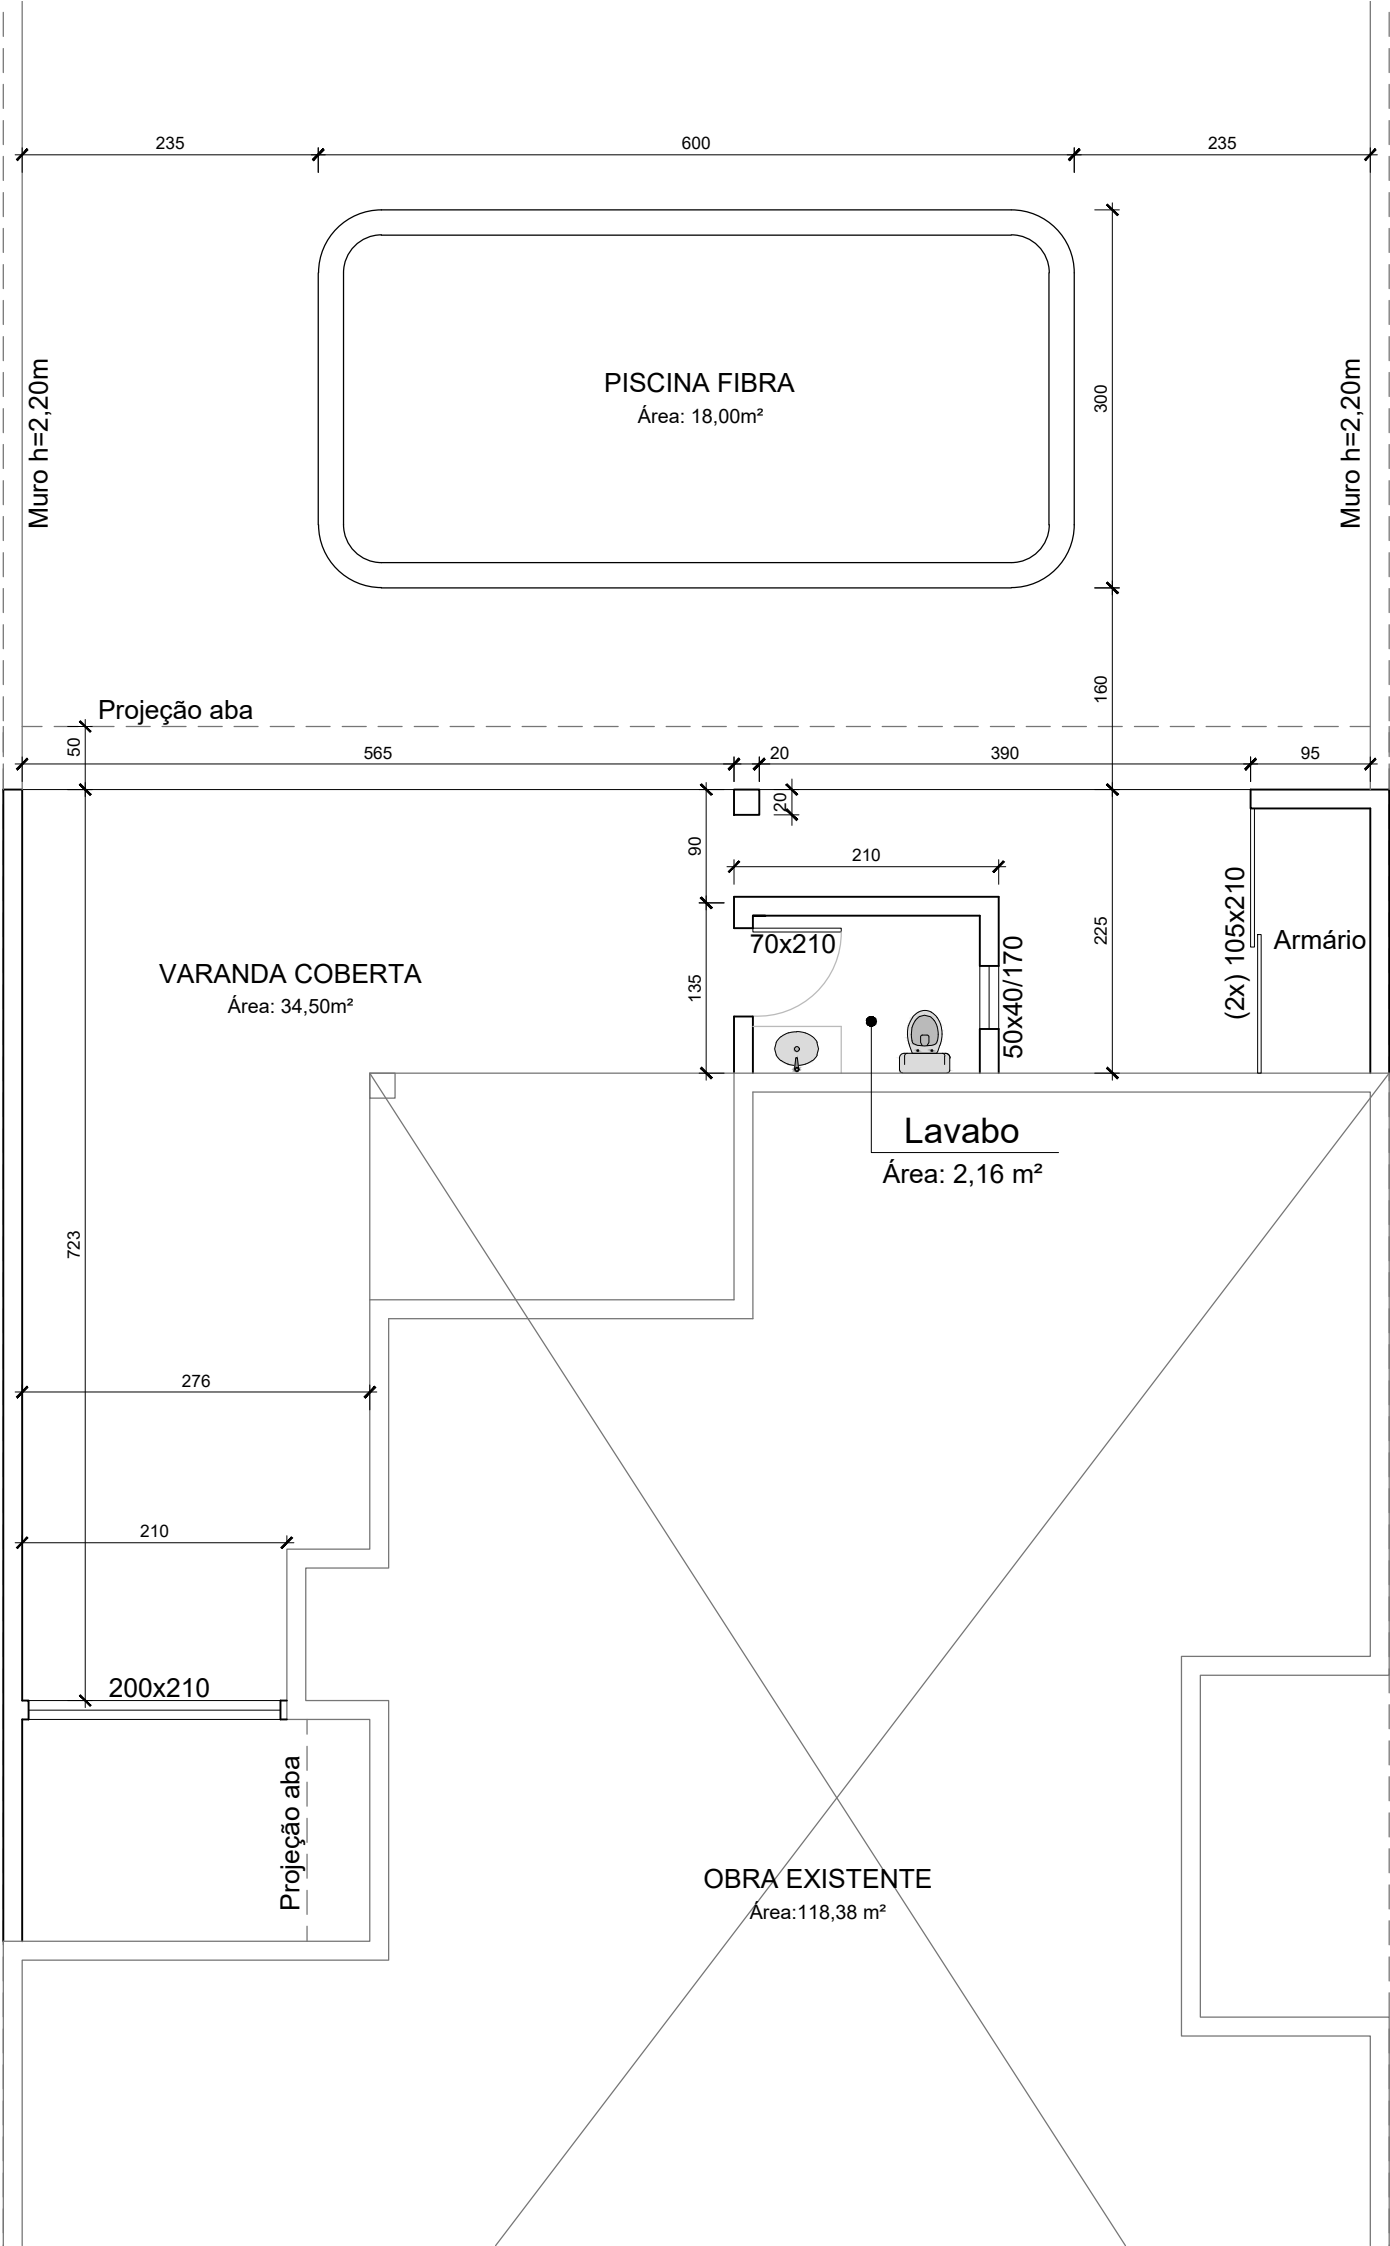 235
600
235
PISCINA FIBRA
Área: 18,00m²
300
Muro h=2,20m
Muro h=2,20m
160
Projeção aba
50
565
20
390
95
20
90
210
135
70x210
50x40/170
225
(2x) 105x210
Armário
VARANDA COBERTA
Área: 34,50m²
Lavabo
Área: 2,16 m²
723
276
210
200x210
Projeção aba
OBRA EXISTENTE
Área:118,38 m²